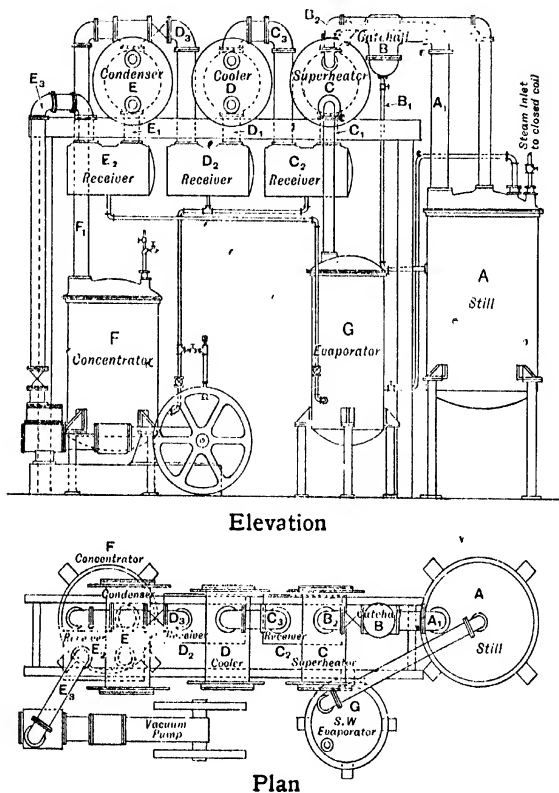 B2
D3
C3
Catchall
B
Condenser
E
Cooler
D
Superheater
C
E3
B1
A1
Steam Inlet
to closed coil
E1
D1
C1
E2
Receiver
D2
Receiver
C2
Receiver
F1
A
Still
F
Concentrator
G
Evaporator
Elevation
F
Concentrator
Condenser
A
D3
C3
B2
Catchall
B
A1
Receiver
E
Receiver
Receiver
E2
D2
D
Cooler
C2
C
Superheater
Still
E3
G
S.W
Evaporator
Vacuum
Pump
Plan